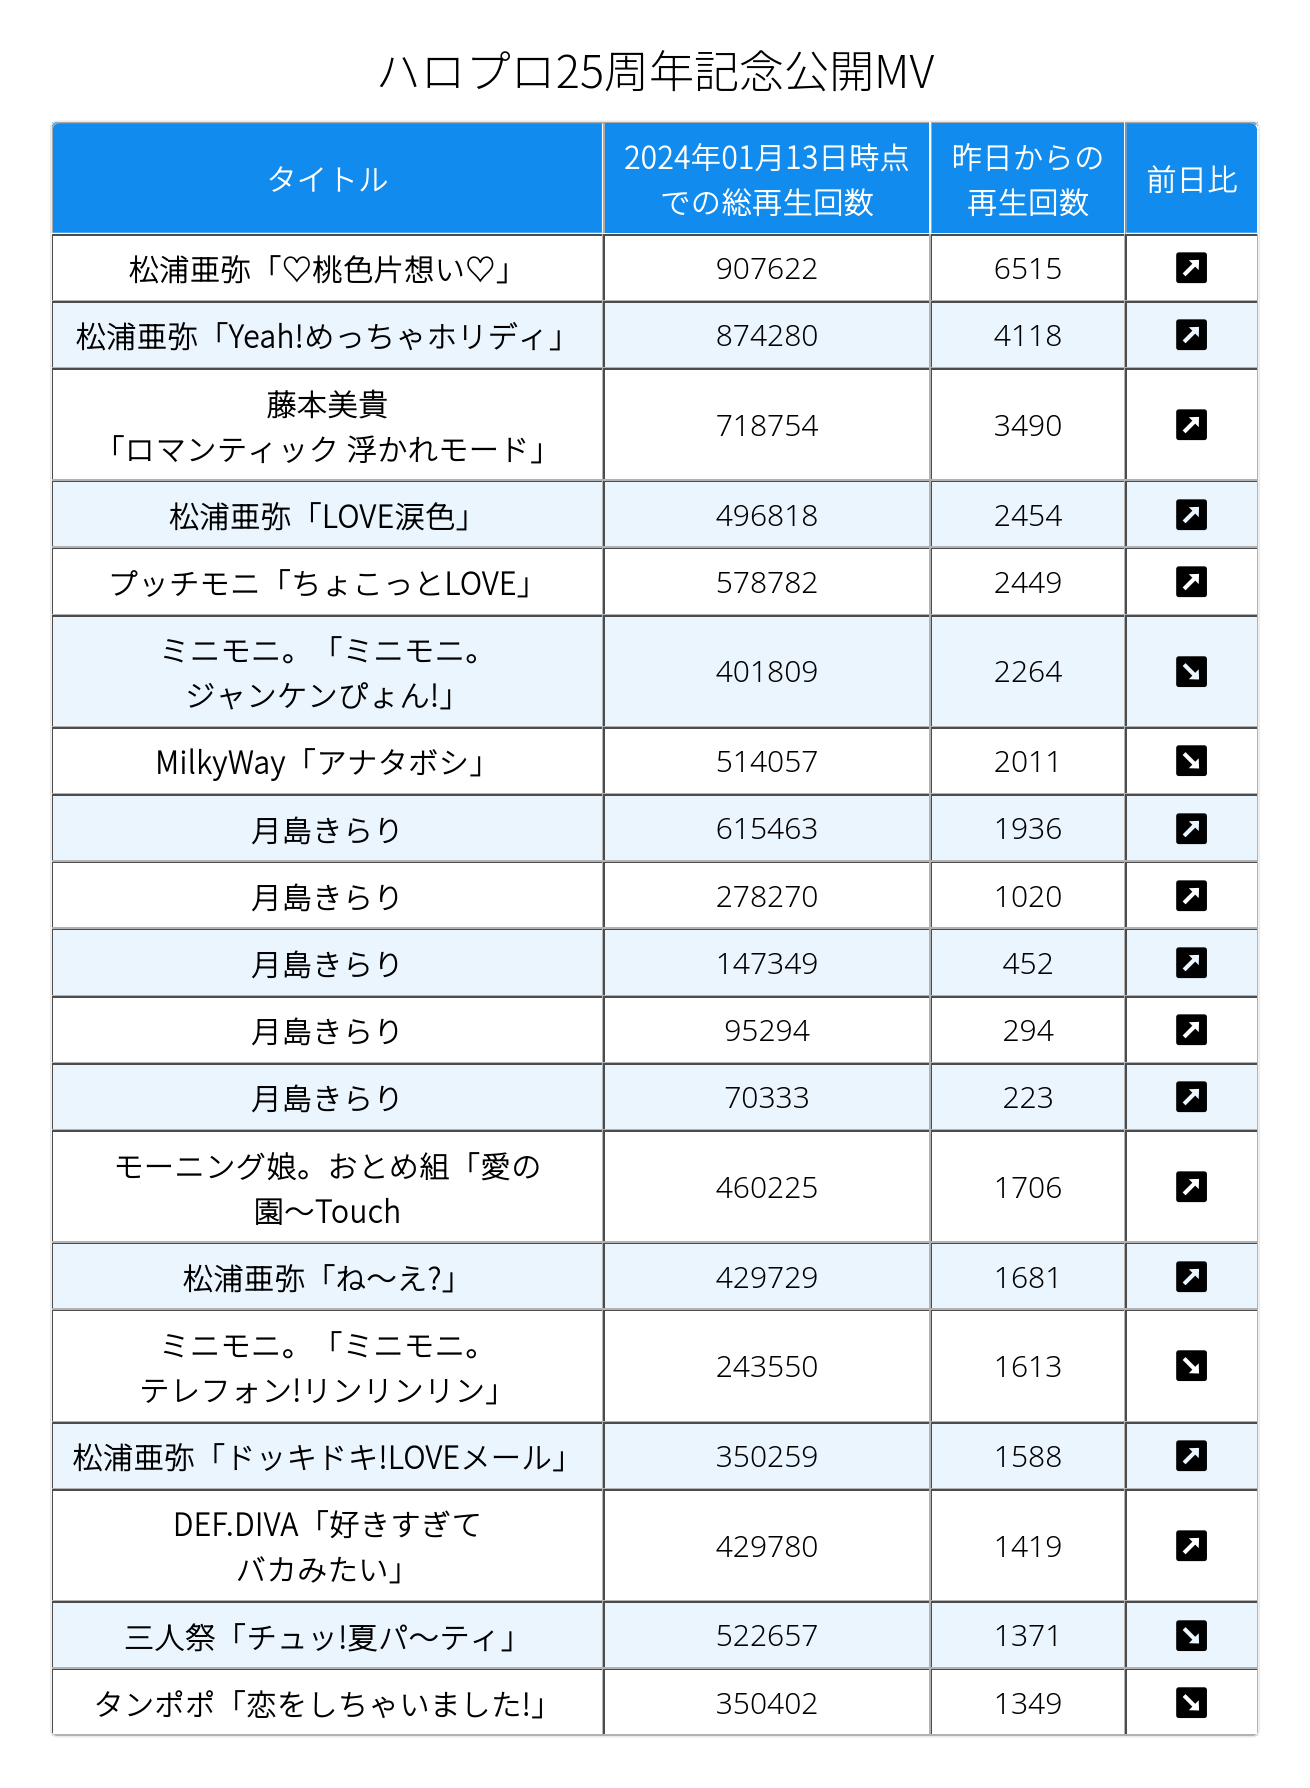 ハロプロ25周年記念公開MV
タイトル
2024年01月13日時点
での総再生回数
昨日からの
再生回数
前日比
松浦亜弥「♡桃色片想い♡」 907622 6515
松浦亜弥「Yeah!めっちゃホリディ」 874280 4118
藤本美貴
「ロマンティック 浮かれモード」 718754 3490
松浦亜弥「LOVE涙色」 496818 2454
プッチモニ「ちょこっとLOVE」 578782 2449
ミニモニ。「ミニモニ。
ジャンケンぴょん!」 401809 2264
MilkyWay「アナタボシ」 514057 2011
月島きらり 615463 1936
月島きらり 278270 1020
月島きらり 147349 452
月島きらり 95294 294
月島きらり 70333 223
モーニング娘。おとめ組「愛の
園〜Touch 460225 1706
松浦亜弥「ね〜え?」 429729 1681
ミニモニ。「ミニモニ。
テレフォン!リンリンリン」 243550 1613
松浦亜弥「ドッキドキ!LOVEメール」 350259 1588
DEF.DIVA「好きすぎて
バカみたい」 429780 1419
三人祭「チュッ!夏パ〜ティ」 522657 1371
タンポポ「恋をしちゃいました!」 350402 1349